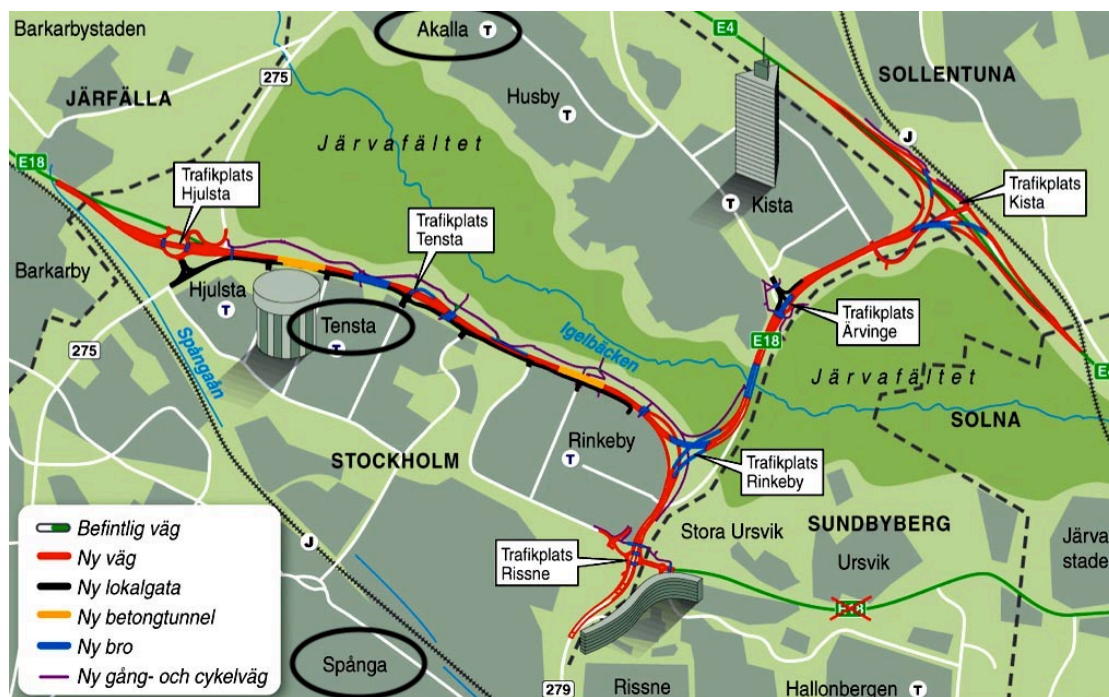 Barkarbystaden
Akalla
T
E4
SOLLENTUNA
275
JÄRFÄLLA
Husby
T
J
Järvafältet
E18
Trafikplats
Hjulsta
Trafikplats
Kista
T
Kista
Trafikplats
Tensta
Barkarby
Hjulsta
T
Tensta
T
Trafikplats
Ärvinge
Igelbäcken
E18
275
Spångaån
Järvafältet
E4
SOLNA
STOCKHOLM
Rinkeby
T
Trafikplats
Rinkeby
Befintlig väg
Ny väg
Ny lokalgata
Ny betongtunnel
Ny bro
Ny gång- och cykelväg
J
Stora Ursvik
SUNDBYBERG
Ursvik
Järva
stade
Trafikplats
Rissne
E18
Spånga
279
Rissne
Hallonbergen
T